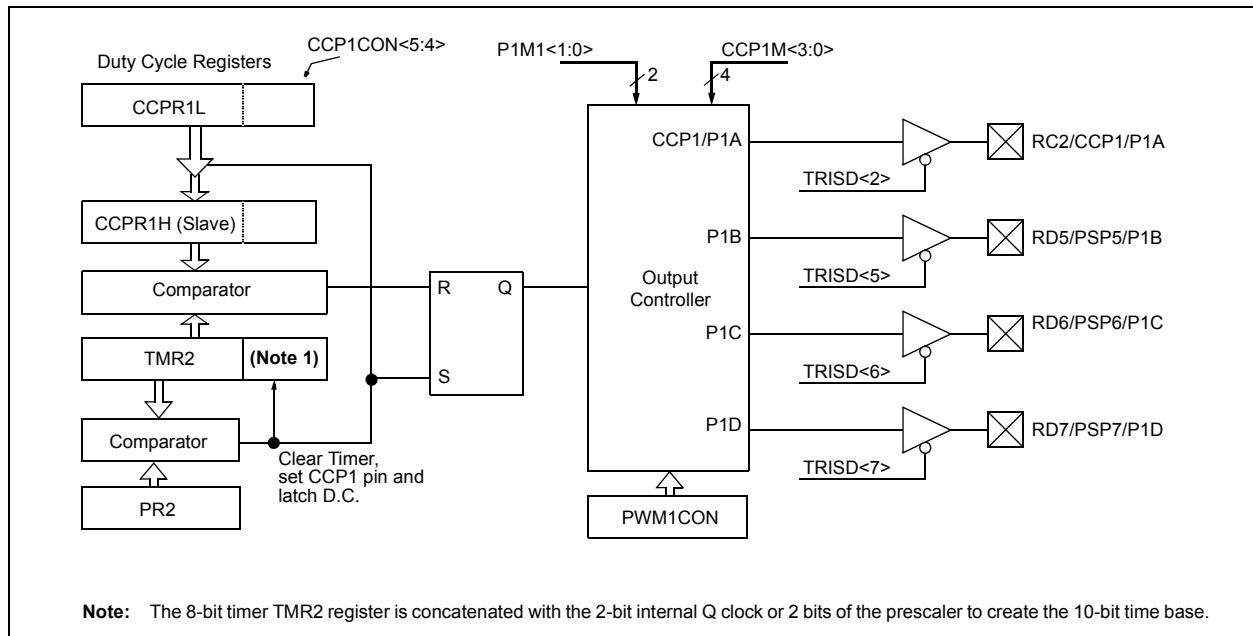 Duty Cycle Registers
CCP1CON<5:4>
CCPR1L
CCPR1H (Slave)
Comparator
TMR2
(Note 1)
Comparator
PR2
Clear Timer,
set CCP1 pin and
latch D.C.
R
Q
S
P1M1<1:0>
2
CCP1M<3:0>
4
Output
Controller
CCP1/P1A
P1B
P1C
P1D
PWM1CON
TRISD<2>
RC2/CCP1/P1A
TRISD<5>
RD5/PSP5/P1B
TRISD<6>
RD6/PSP6/P1C
TRISD<7>
RD7/PSP7/P1D
Note: The 8-bit timer TMR2 register is concatenated with the 2-bit internal Q clock or 2 bits of the prescaler to create the 10-bit time base.